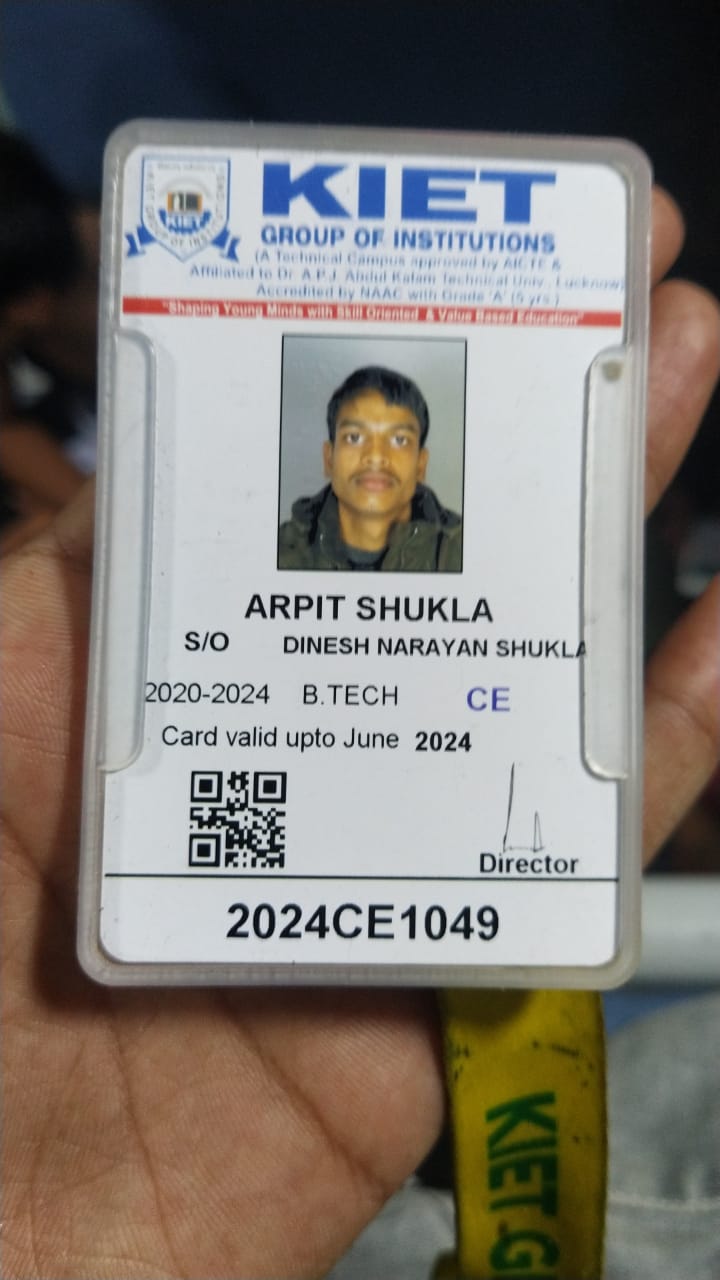 KIET
GROUP OF INSTITUTIONS
(A Technical Campus approved by AICTE &
Affiliated to Dr. A.P.J. Abdul Kalam Technical Univ., Lucknow)
Accredited by NAAC with Grade 'A' (5 yrs.)
"Shaping Young Minds with Skill Oriented & Value Based Education"
KIET
ARPIT SHUKLA
S/O DINESH NARAYAN SHUKLA
2020-2024 B.TECH CE
Card valid upto June 2024
Director
2024CE1049
KIET G